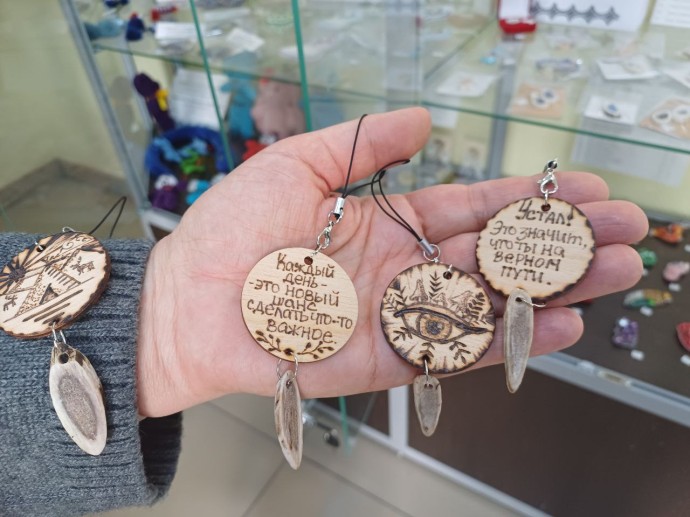 Каждый
день -
- это новый
шанс
сделать что-то
важное.
Устал?
Это значит,
что ты на
верном
пути